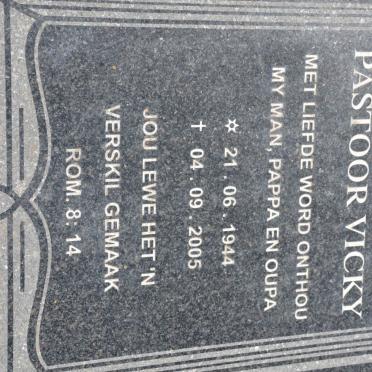 PASTOOR VICKY
MET LIEFDE WORD ONTHOU
MY MAN, PAPPA EN OUPA
✡ 21 . 06 . 1944
✝ 04 . 09 . 2005
JOU LEWE HET 'N
VERSKIL GEMAAK
ROM. 8: 14